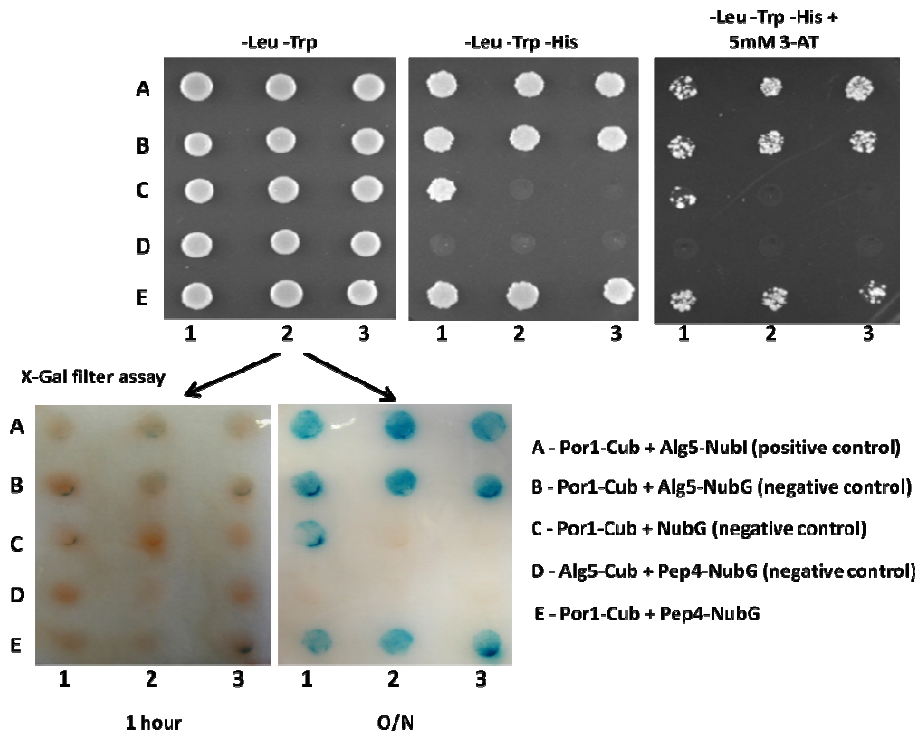 -Leu -Trp
-Leu -Trp -His
-Leu -Trp -His +
5mM 3-AT
A
B
C
D
E
1 2 3
1 2 3
1 2 3
X-Gal filter assay
A
B
C
D
E
1 2 3
1 2 3
1 hour
O/N
A - Por1-Cub + Alg5-NubI (positive control)
B - Por1-Cub + Alg5-NubG (negative control)
C - Por1-Cub + NubG (negative control)
D - Alg5-Cub + Pep4-NubG (negative control)
E - Por1-Cub + Pep4-NubG